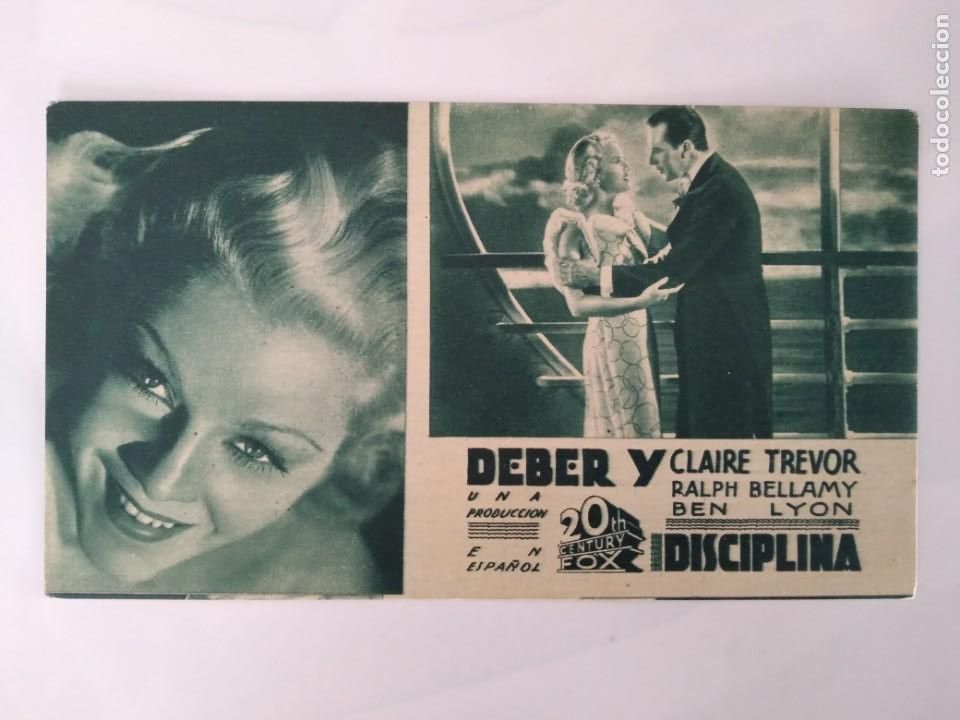 DEBER Y
CLAIRE TREVOR
RALPH BELLAMY
BEN LYON
UNA
PRODUCCION
EN
ESPAÑOL
20th
CENTURY
FOX
DISCIPLINA
todocoleccion